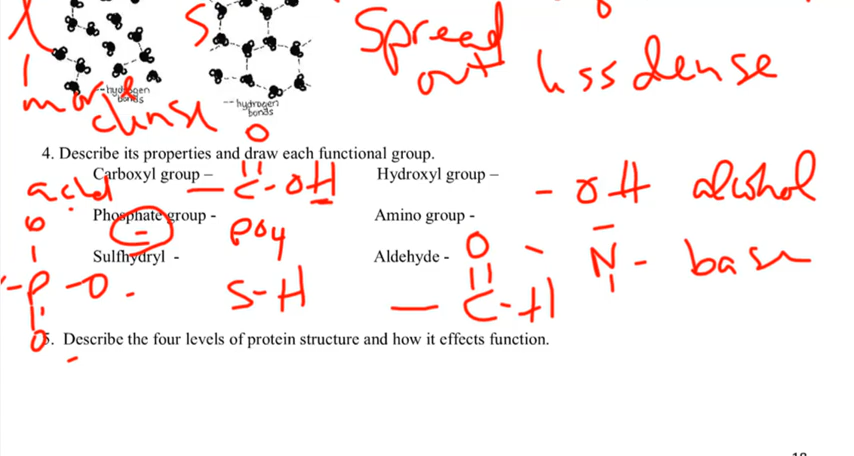 l
S
Spread out
less dense
more dense
-- hydrogen bonds
-- hydrogen bonds
4. Describe its properties and draw each functional group.
Carboxyl group –
acid
O
– C - OH
Hydroxyl group –
- OH alcohol
Phosphate group -
PO4
Amino group -
- N - base
Sulfhydryl -
S-H
Aldehyde -
O
– C - H
O
-P-O -
O
5. Describe the four levels of protein structure and how it effects function.